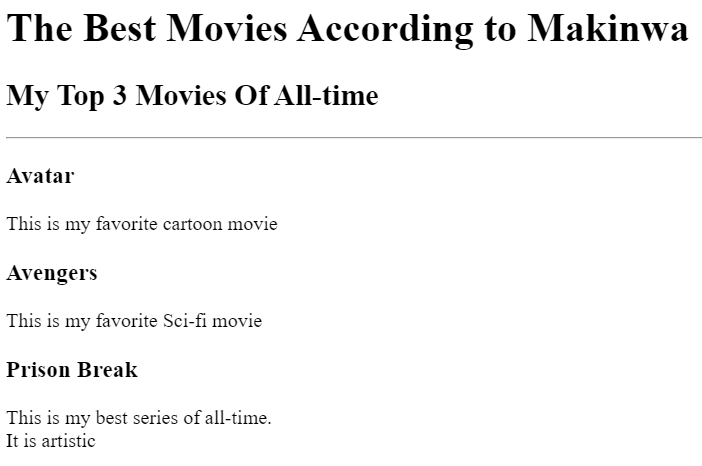 The Best Movies According to Makinwa
My Top 3 Movies Of All-time
Avatar
This is my favorite cartoon movie
Avengers
This is my favorite Sci-fi movie
Prison Break
This is my best series of all-time.
It is artistic